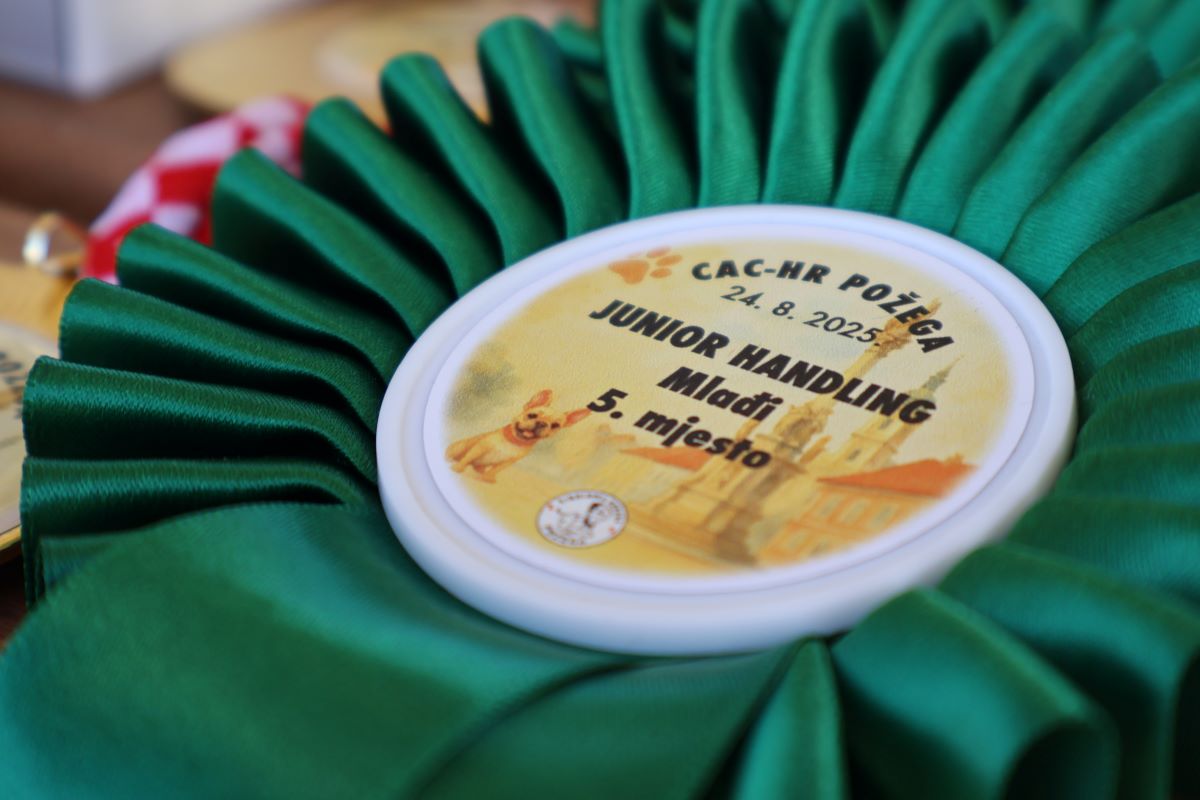 CAC-HR POŽEGA
24. 8. 2025.
JUNIOR HANDLING
Mlađi
5. mjesto